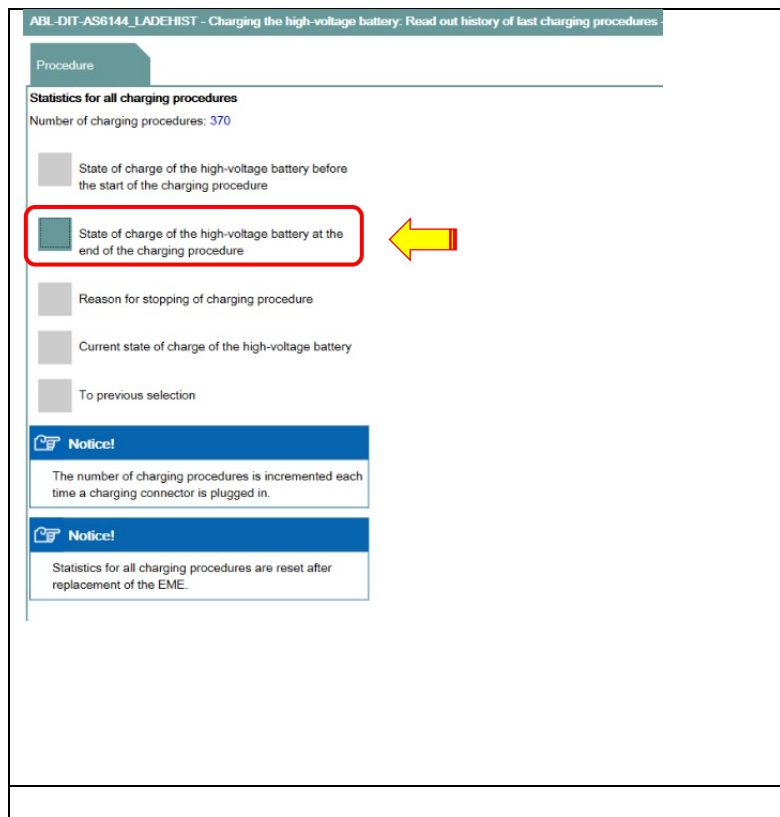 ABL-DIT-AS6144_LADEHIST - Charging the high-voltage battery: Read out history of last charging procedures -
Procedure
Statistics for all charging procedures
Number of charging procedures: 370
State of charge of the high-voltage battery before
the start of the charging procedure
State of charge of the high-voltage battery at the
end of the charging procedure
Reason for stopping of charging procedure
Current state of charge of the high-voltage battery
To previous selection
Notice!
The number of charging procedures is incremented each
time a charging connector is plugged in.
Notice!
Statistics for all charging procedures are reset after
replacement of the EME.